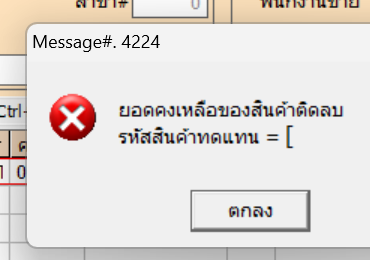 สาขา# 0 พนักงานขาย
Message#. 4224
ยอดคงเหลือของสินค้าติดลบ
รหัสสินค้าทดแทน = [
Ctrl-
0
ตกลง